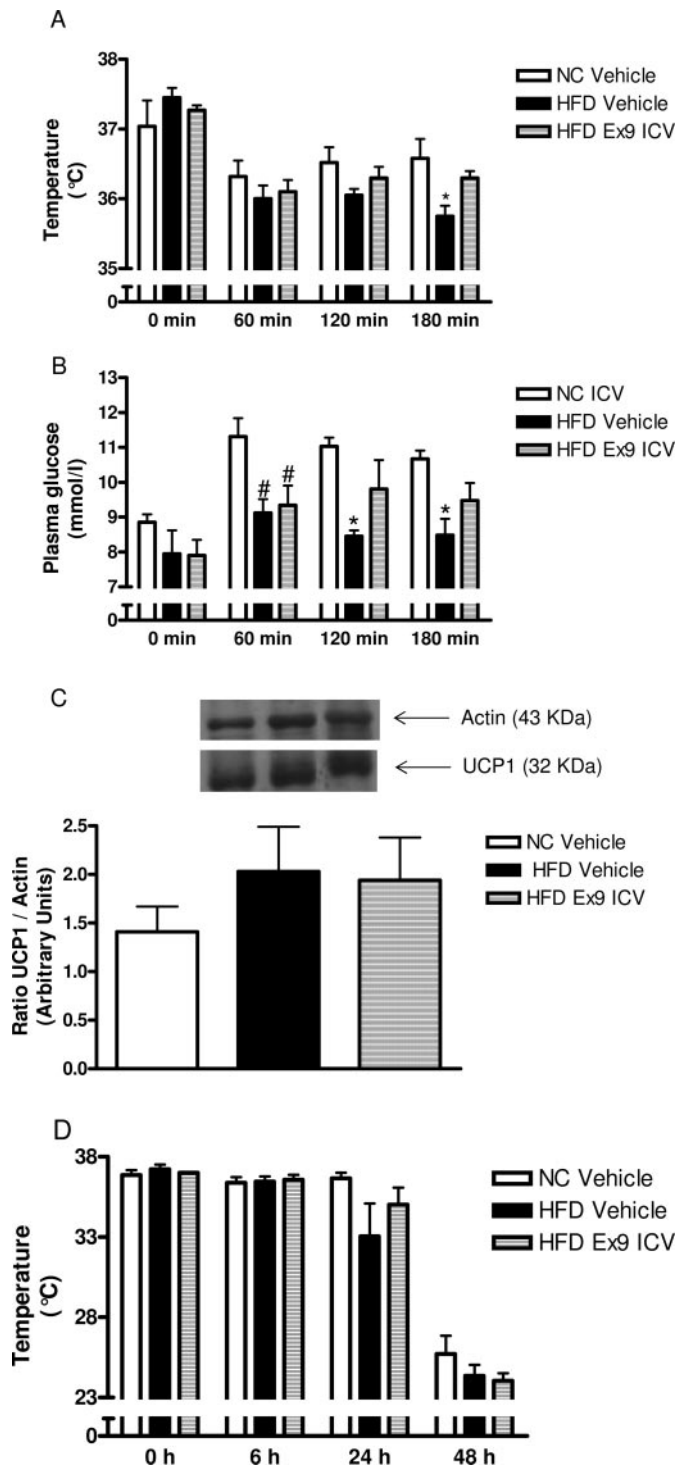 A
Temperature
(°C)
38
37
36
35
0
0 min
60 min
120 min
180 min
*
NC Vehicle
HFD Vehicle
HFD Ex9 ICV
B
Plasma glucose
(mmol/l)
13
12
11
10
9
8
7
0
0 min
60 min
120 min
180 min
#
#
*
*
NC ICV
HFD Vehicle
HFD Ex9 ICV
C
Actin (43 KDa)
UCP1 (32 KDa)
Ratio UCP1 / Actin
(Arbitrary Units)
2.5
2.0
1.5
1.0
0.5
0.0
NC Vehicle
HFD Vehicle
HFD Ex9 ICV
D
Temperature
(°C)
38
33
28
23
0
0 h
6 h
24 h
48 h
NC Vehicle
HFD Vehicle
HFD Ex9 ICV